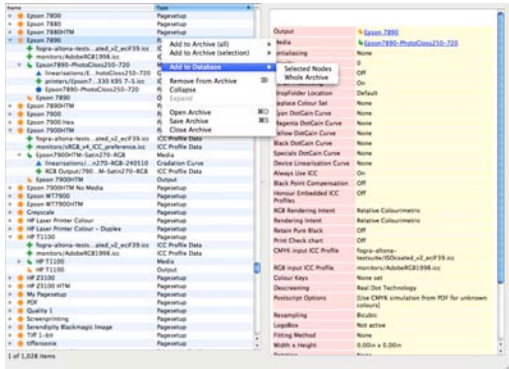 Name Type
Epson 7800 Pagesetup
Epson 7880 Pagesetup
Epson 7880HTM Pagesetup
Epson 7890
fogra-altona-tests...ated_v2_eciF39.icc
monitors/AdobeRGB1998.icc
Epson7890-PhotoGloss250-720
linearisations/E...hotoGloss250-720
printers/Epson7...330 K95 7-5.icc
Epson7890-PhotoGloss250-720
Epson 7890
Epson 7890HTM Pagesetup
Epson 7900 Pagesetup
Epson 7900 Hex Pagesetup
Epson 7900HTM Pagesetup
fogra-altona-tests...ated_v2_eciF39.icc ICC Profile Data
monitors/sRGB_v4_ICC_preference.icc ICC Profile Data
Epson7900HTM-Satin270-RGB Media
linearisations/...n270-RGB-240510 Gradation Curve
RGB Output/790...M-Satin270-RGB ICC Profile Data
Epson 7900HTM Output
Epson 7900HTM No Media Pagesetup
Epson WT7900 Pagesetup
Epson WT7900HTM Pagesetup
Greyscale Pagesetup
HP Laser Printer Colour Pagesetup
HP Laser Printer Colour - Duplex Pagesetup
HP T1100 Pagesetup
fogra-altona-tests...ated_v2_eciF39.icc ICC Profile Data
monitors/AdobeRGB1998.icc ICC Profile Data
HP T1100 Media
HP T1100 Output
HP Z3100 Pagesetup
HP Z3100 HTM Pagesetup
My Pagesetup Pagesetup
PDF Pagesetup
Quality 1 Pagesetup
Screenprinting Pagesetup
Serendipity Blackmagic Image Pagesetup
TIFF 1-bit Pagesetup
tiffersonie Pagesetup
1 of 1,028 items
Add to Archive (all)
Add to Archive (selection)
Add to Database
Remove From Archive
Collapse
Expand
Open Archive
Save Archive
Close Archive
Selected Nodes
Whole Archive
Output Epson 7890
Media Epson7890-PhotoGloss250-720
Antialiasing None
0
Off
On
DropFolder Location Default
Replace Colour Set None
None
Yellow DotGain Curve None
Magenta DotGain Curve None
Cyan DotGain Curve None
Black DotGain Curve None
Specials DotGain Curve None
Device Linearisation Curve None
Always Use ICC On
Black Point Compensation Off
Honour Embedded ICC Profiles Off
RGB Rendering Intent Relative Colourimetric
Rendering Intent Relative Colourimetric
Retain Pure Black Off
Print Check chart Off
CMYK input ICC Profile fogra-altona-testsuite/ISOcoated_v2_eciF39.icc
RGB input ICC Profile monitors/AdobeRGB1998.icc
Colour Keys None set
Descreening Real Dot Technology
Postscript Options [Use CMYK simulation from PDF for unknown colours]
Resampling Bicubic
LogoBox Not active
Fitting Method None
Width x Height 0.00in x 0.00in